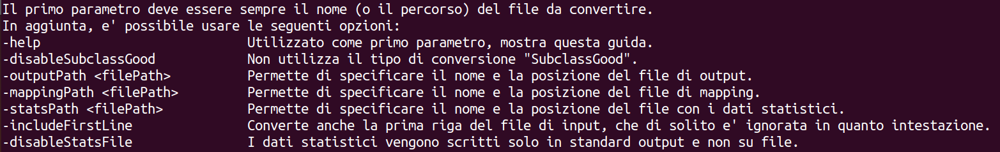 Il primo parametro deve essere sempre il nome (o il percorso) del file da convertire.
In aggiunta, e' possibile usare le seguenti opzioni:
-help                          Utilizzato come primo parametro, mostra questa guida.
-disableSubclassGood           Non utilizza il tipo di conversione "SubclassGood".
-outputPath <filePath>         Permette di specificare il nome e la posizione del file di output.
-mappingPath <filePath>        Permette di specificare il nome e la posizione del file di mapping.
-statsPath <filePath>          Permette di specificare il nome e la posizione del file con i dati statistici.
-includeFirstLine              Converte anche la prima riga del file di input, che di solito e' ignorata in quanto intestazione.
-disableStatsFile              I dati statistici vengono scritti solo in standard output e non su file.